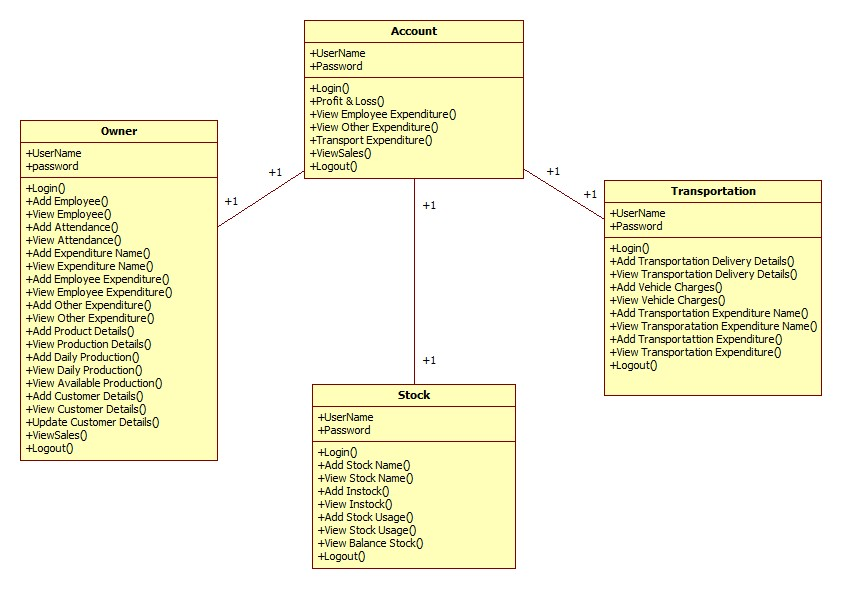 Account
+UserName
+Password
+Login()
+Profit & Loss()
+View Employee Expenditure()
+View Other Expenditure()
+Transport Expenditure()
+ViewSales()
+Logout()
Owner
+UserName
+password
+Login()
+Add Employee()
+View Employee()
+Add Attendance()
+View Attendance()
+Add Expenditure Name()
+View Expenditure Name()
+Add Employee Expenditure()
+View Employee Expenditure()
+Add Other Expenditure()
+View Other Expenditure()
+Add Product Details()
+View Production Details()
+Add Daily Production()
+View Daily Production()
+View Available Production()
+Add Customer Details()
+View Customer Details()
+Update Customer Details()
+ViewSales()
+Logout()
+1
+1
+1
+1
+1
+1
Transportation
+UserName
+Password
+Login()
+Add Transportation Delivery Details()
+View Transportation Delivery Details()
+Add Vehicle Charges()
+View Vehicle Charges()
+Add Transportation Expenditure Name()
+View Transporatation Expenditure Name()
+Add Transportattion Expenditure()
+View Transportation Expenditure()
+Logout()
Stock
+UserName
+Password
+Login()
+Add Stock Name()
+View Stock Name()
+Add Instock()
+View Instock()
+Add Stock Usage()
+View Stock Usage()
+View Balance Stock()
+Logout()